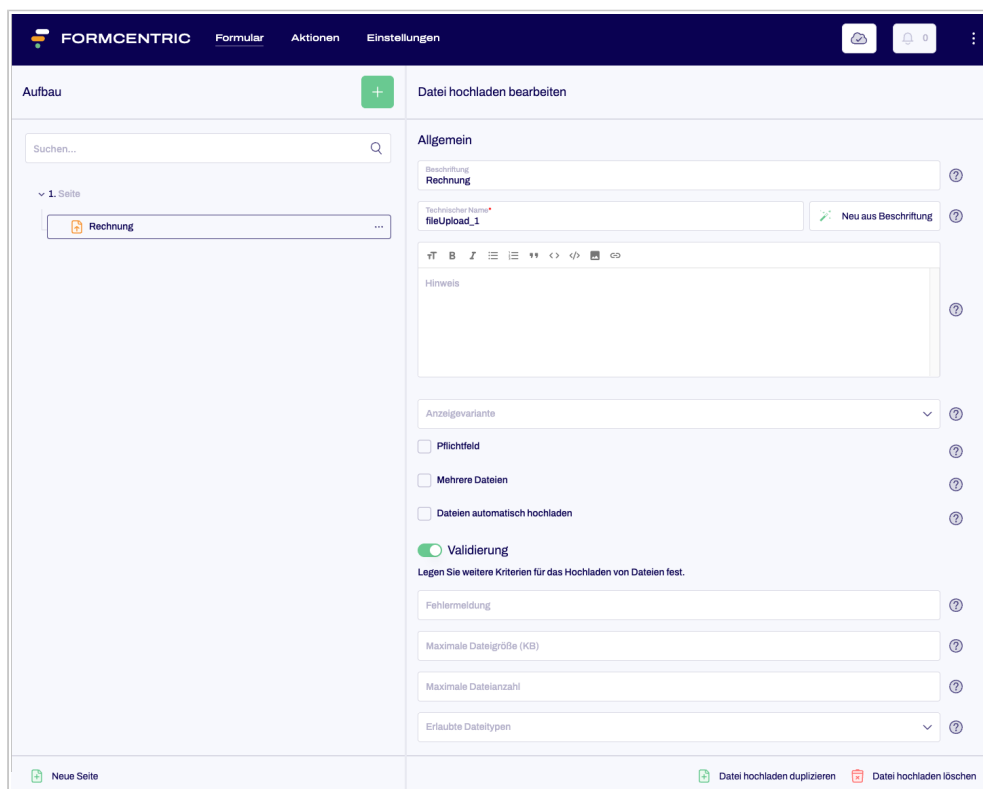 FORMCENTRIC Formular Aktionen Einstellungen 0
Aufbau
Suchen...
1. Seite
Rechnung
Neue Seite
Datei hochladen bearbeiten
Allgemein
Beschriftung
Rechnung
Technischer Name*
fileUpload_1
Neu aus Beschriftung
Hinweis
Anzeigevariante
Pflichtfeld
Mehrere Dateien
Dateien automatisch hochladen
Validierung
Legen Sie weitere Kriterien für das Hochladen von Dateien fest.
Fehlermeldung
Maximale Dateigröße (KB)
Maximale Dateianzahl
Erlaubte Dateitypen
Datei hochladen duplizieren Datei hochladen löschen